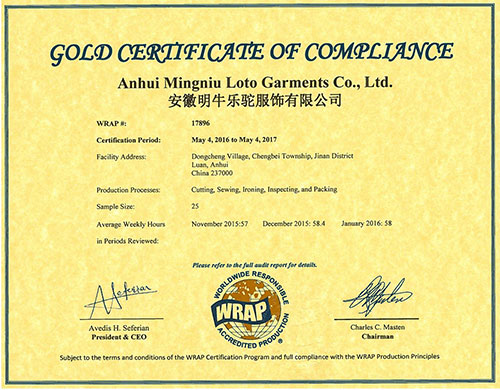 GOLD CERTIFICATE OF COMPLIANCE
Anhui Mingniu Loto Garments Co., Ltd.
安徽明牛乐驼服饰有限公司
WRAP #: 17896
Certification Period: May 4, 2016 to May 4, 2017
Facility Address: Dongcheng Village, Chengbei Township, Jinan District
Luan, Anhui
China 237000
Production Processes: Cutting, Sewing, Ironing, Inspecting, and Packing
Sample Size: 25
Average Weekly Hours November 2015:57 December 2015: 58.4 January 2016: 58
in Periods Reviewed:
Please refer to the full audit report for details.
WORLDWIDE RESPONSIBLE
WRAP
ACCREDITED PRODUCTION
Avedis H. Seferian
President & CEO
Charles C. Masten
Chairman
Subject to the terms and conditions of the WRAP Certification Program and full compliance with the WRAP Production Principles